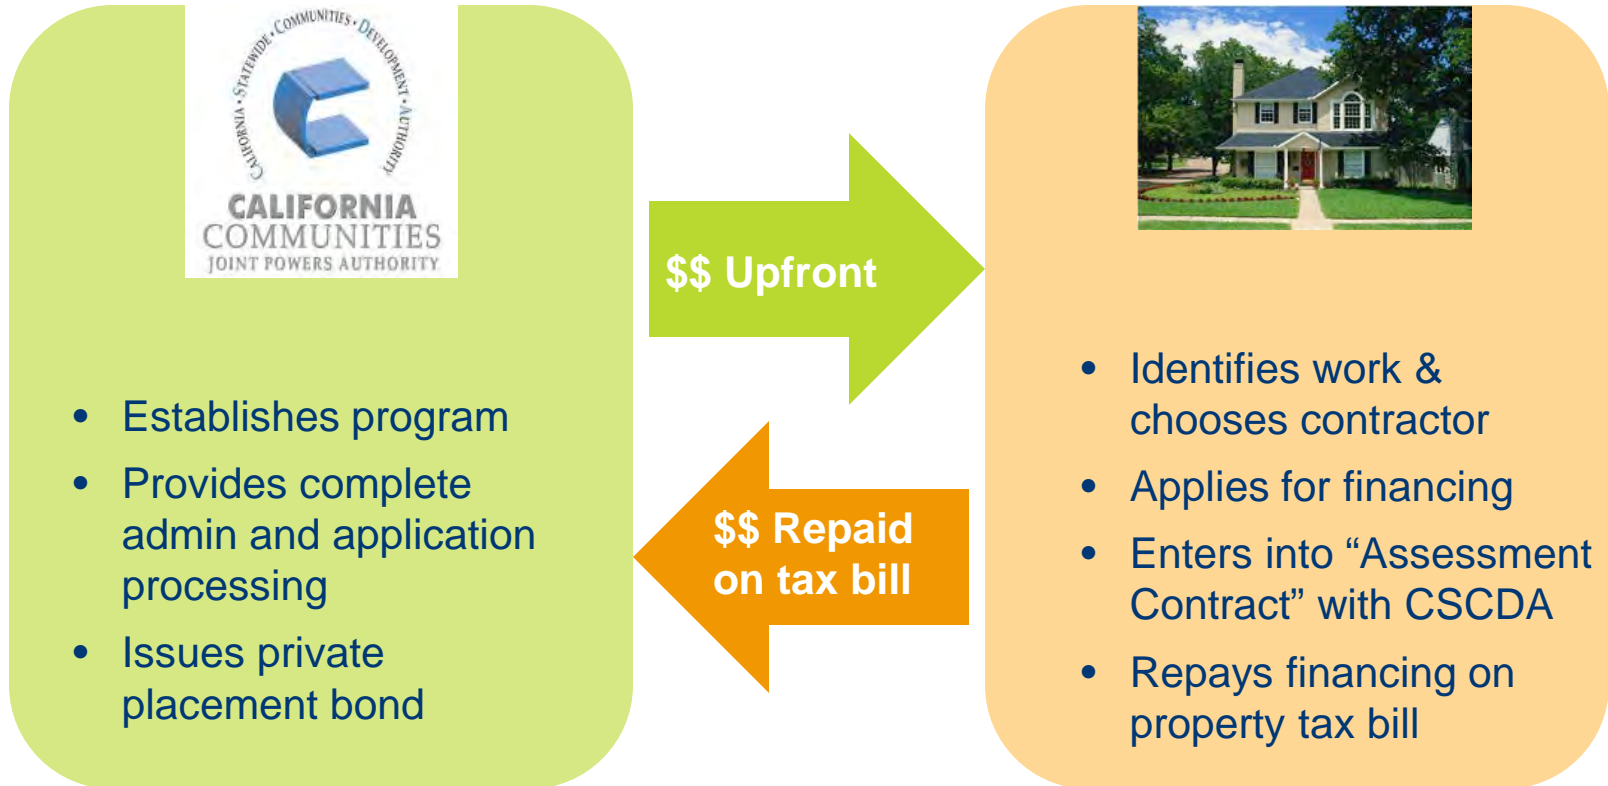 CALIFORNIA • STATEWIDE • COMMUNITIES • DEVELOPMENT • AUTHORITY
CALIFORNIA
COMMUNITIES
JOINT POWERS AUTHORITY
• Establishes program
• Provides complete
admin and application
processing
• Issues private
placement bond
$$ Upfront
$$ Repaid
on tax bill
• Identifies work &
chooses contractor
• Applies for financing
• Enters into “Assessment
Contract” with CSCDA
• Repays financing on
property tax bill